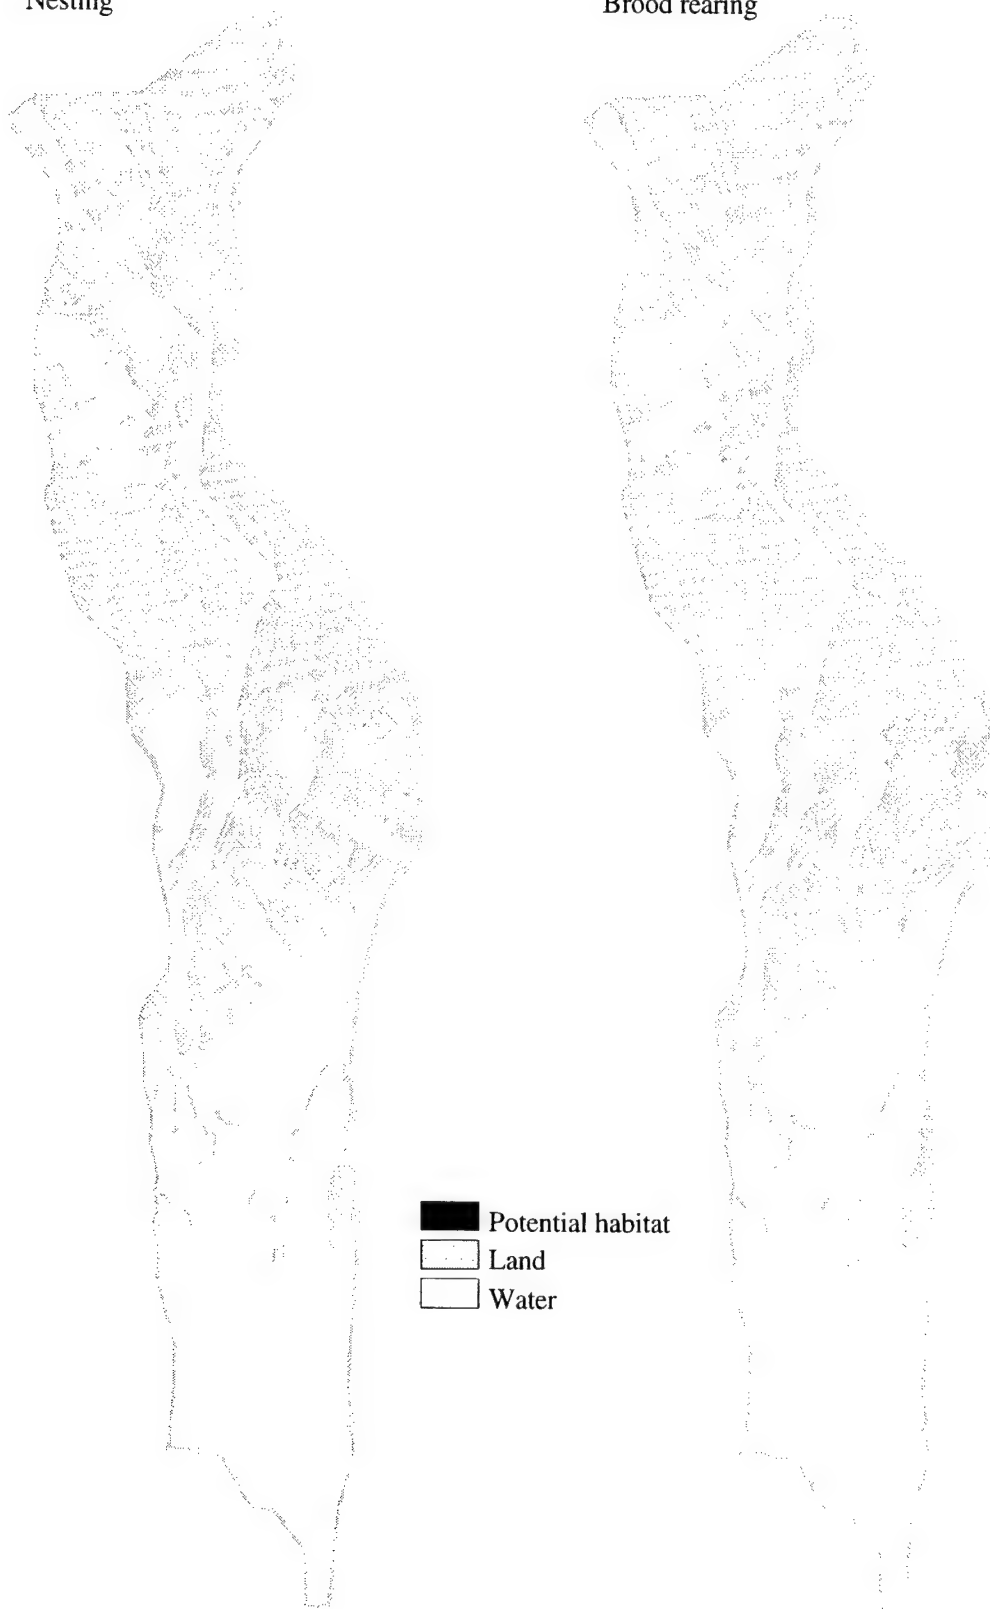 Nesting
Brood rearing
Potential habitat
Land
Water